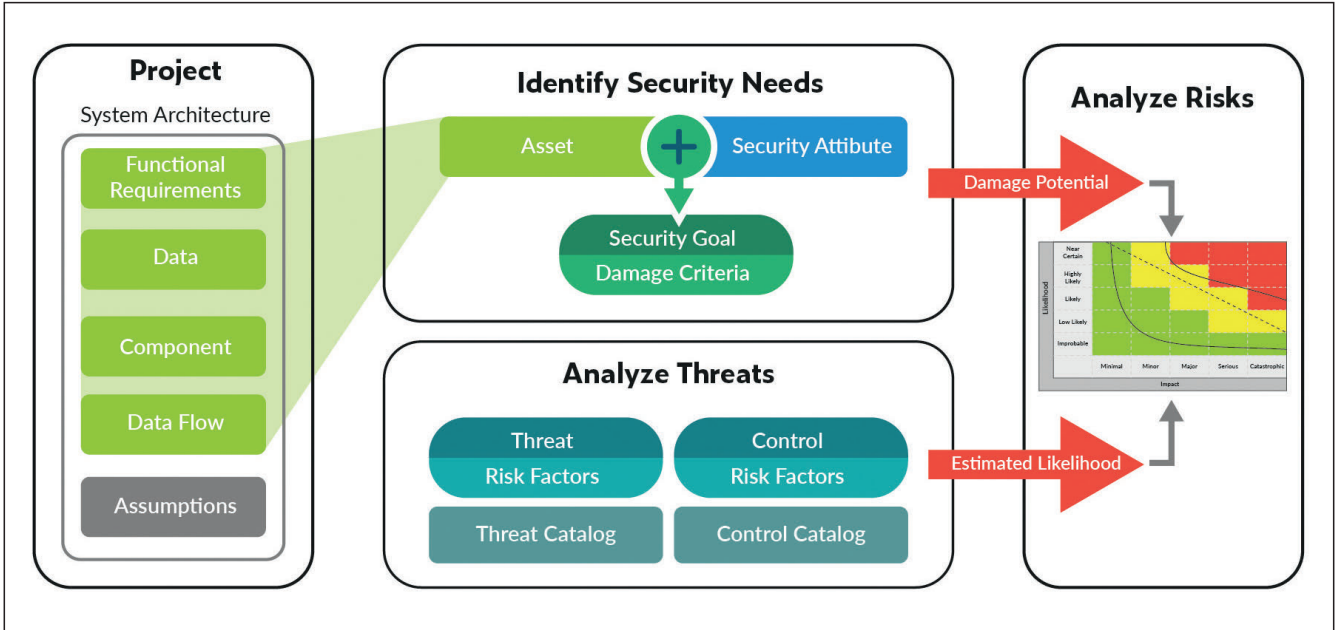 Project
System Architecture
Functional
Requirements
Data
Component
Data Flow
Assumptions
Identify Security Needs
Asset
Security Attibute
Security Goal
Damage Criteria
Analyze Threats
Threat
Risk Factors
Control
Risk Factors
Threat Catalog
Control Catalog
Damage Potential
Estimated Likelihood
Analyze Risks
Likelihood
Near
Certain
Highly
Likely
Likely
Low Likely
Improbable
Minimal
Minor
Major
Serious
Catastrophic
Impact